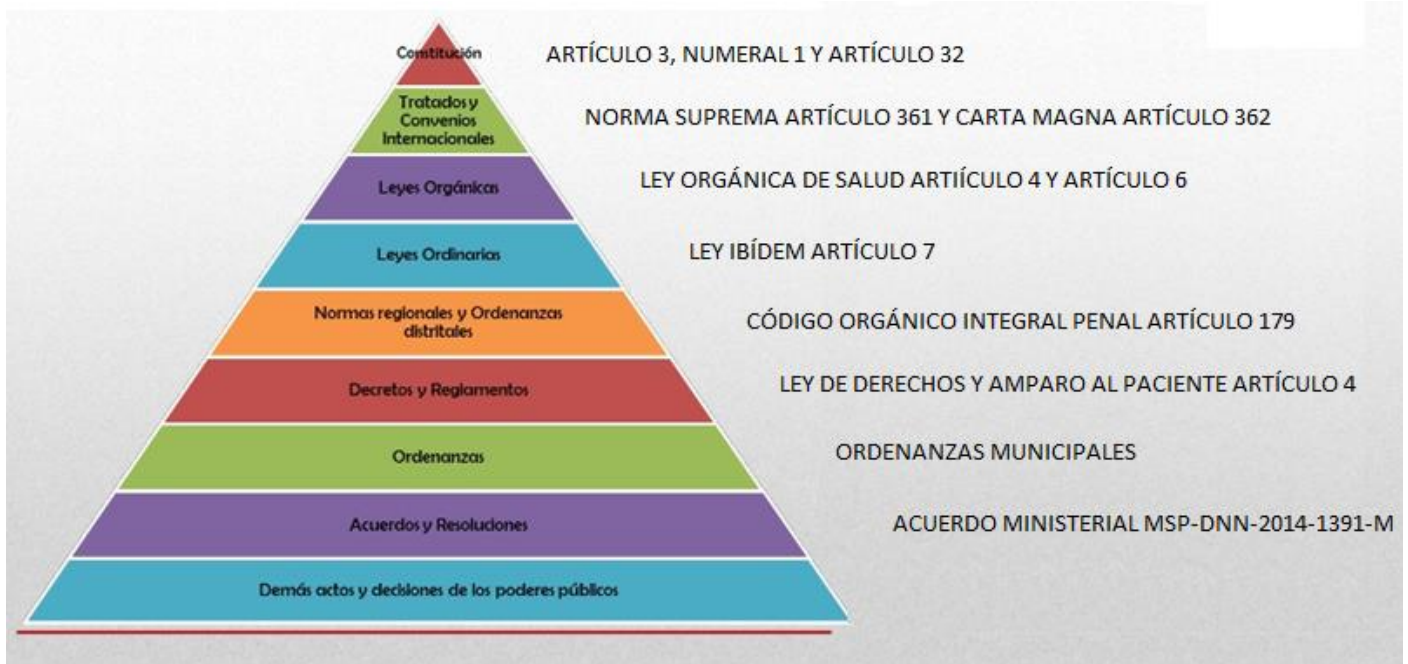 Constitución
ARTÍCULO 3, NUMERAL 1 Y ARTÍCULO 32
Tratados y
Convenios
Internacionales
NORMA SUPREMA ARTÍCULO 361 Y CARTA MAGNA ARTÍCULO 362
Leyes Orgánicas
LEY ORGÁNICA DE SALUD ARTIÍCULO 4 Y ARTÍCULO 6
Leyes Ordinarias
LEY IBÍDEM ARTÍCULO 7
Normas regionales y Ordenanzas
distritales
CÓDIGO ORGÁNICO INTEGRAL PENAL ARTÍCULO 179
Decretos y Reglamentos
LEY DE DERECHOS Y AMPARO AL PACIENTE ARTÍCULO 4
Ordenanzas
ORDENANZAS MUNICIPALES
Acuerdos y Resoluciones
ACUERDO MINISTERIAL MSP-DNN-2014-1391-M
Demás actos y decisiones de los poderes públicos